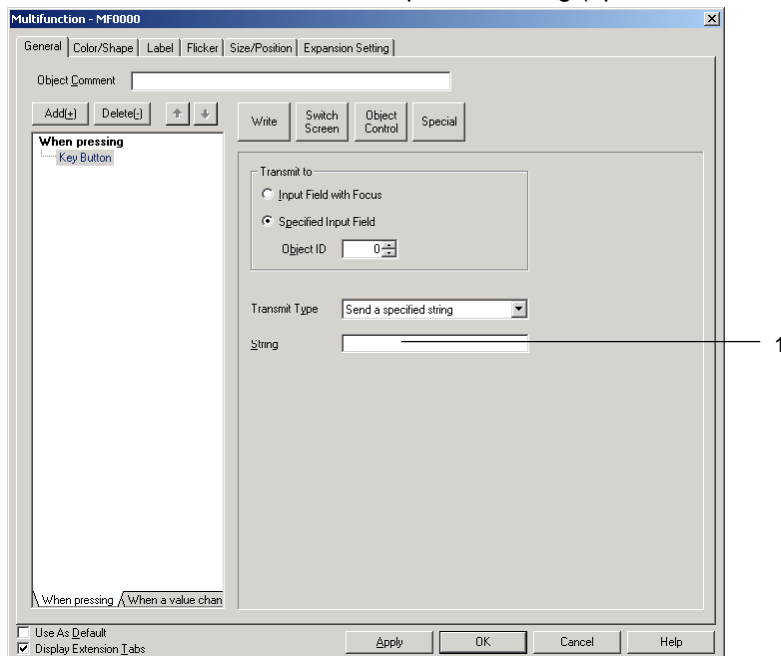 Multifunction - MF0000
General Color/Shape Label Flicker Size/Position Expansion Setting
Object Comment
Add(+) Delete(-)
Write Switch Screen Object Control Special
When pressing
Key Button
Transmit to
Input Field with Focus
Specified Input Field
Object ID 0
Transmit Type Send a specified string
String
1
When pressing When a value chan
Use As Default
Display Extension Tabs
Apply OK Cancel Help